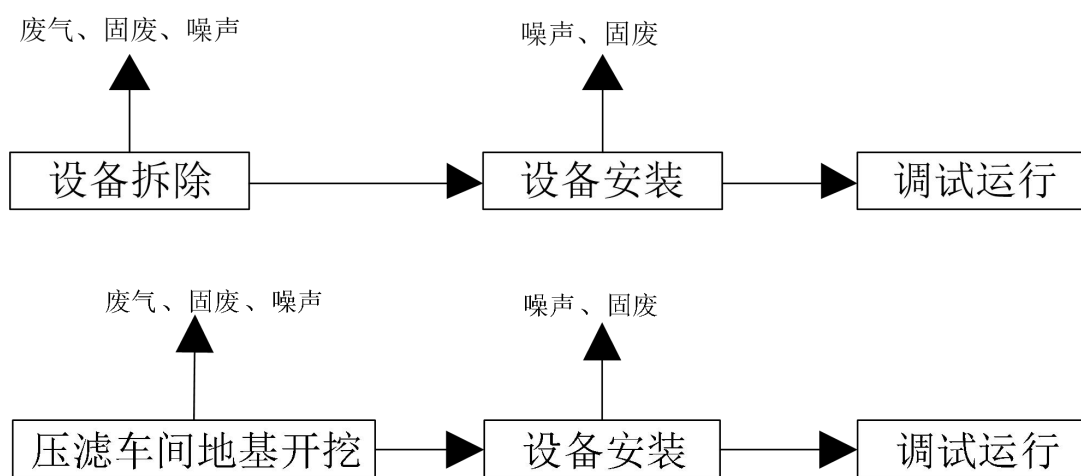 废气、固废、噪声
噪声、固废
设备拆除
设备安装
调试运行
废气、固废、噪声
噪声、固废
压滤车间地基开挖
设备安装
调试运行